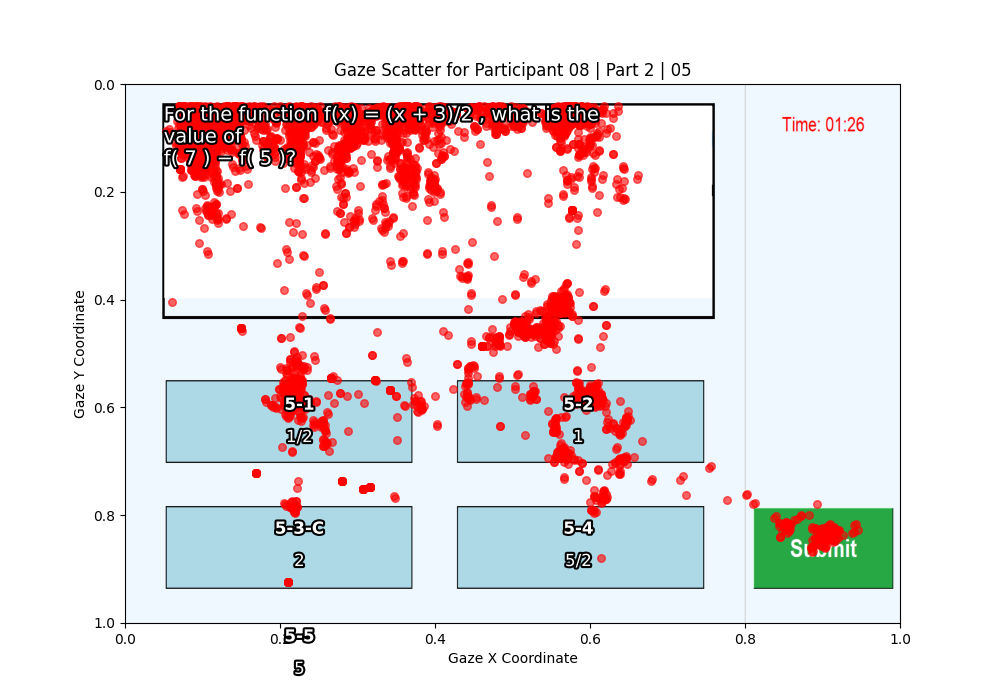 Gaze Scatter for Participant 08 | Part 2 | 05
For the function f(x) = (x + 3)/2 , what is the
value of
f( 7 ) − f( 5 )?
Time: 01:26
5-1
1/2
5-2
1
5-3-C
2
5-4
5/2
Submit
5-5
5
Gaze Y Coordinate
0.0
0.2
0.4
0.6
0.8
1.0
0.0
0.2
0.4
0.6
0.8
1.0
Gaze X Coordinate